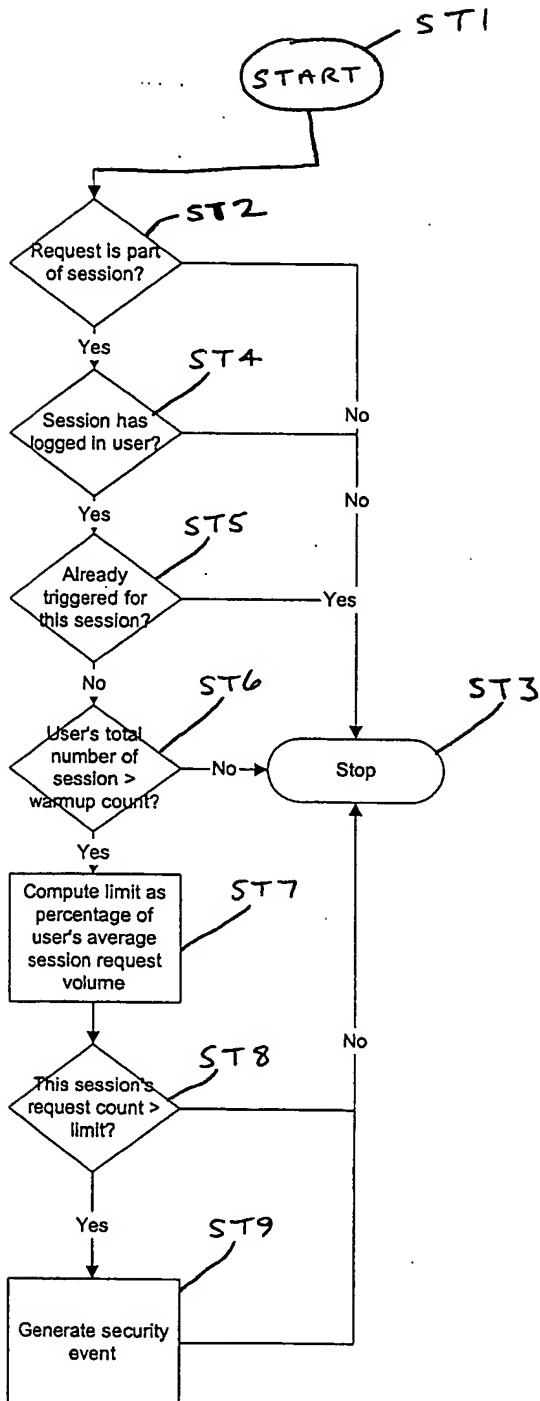 ST1
START
ST2
Request is part
of session?
Yes
No
ST4
Session has
logged in user?
Yes
No
ST5
Already
triggered for
this session?
Yes
No
ST6
User's total
number of
session >
warmup count?
No
ST3
Stop
Yes
Compute limit as
percentage of
user's average
session request
volume
ST7
No
ST8
This session's
request count >
limit?
Yes
ST9
Generate security
event